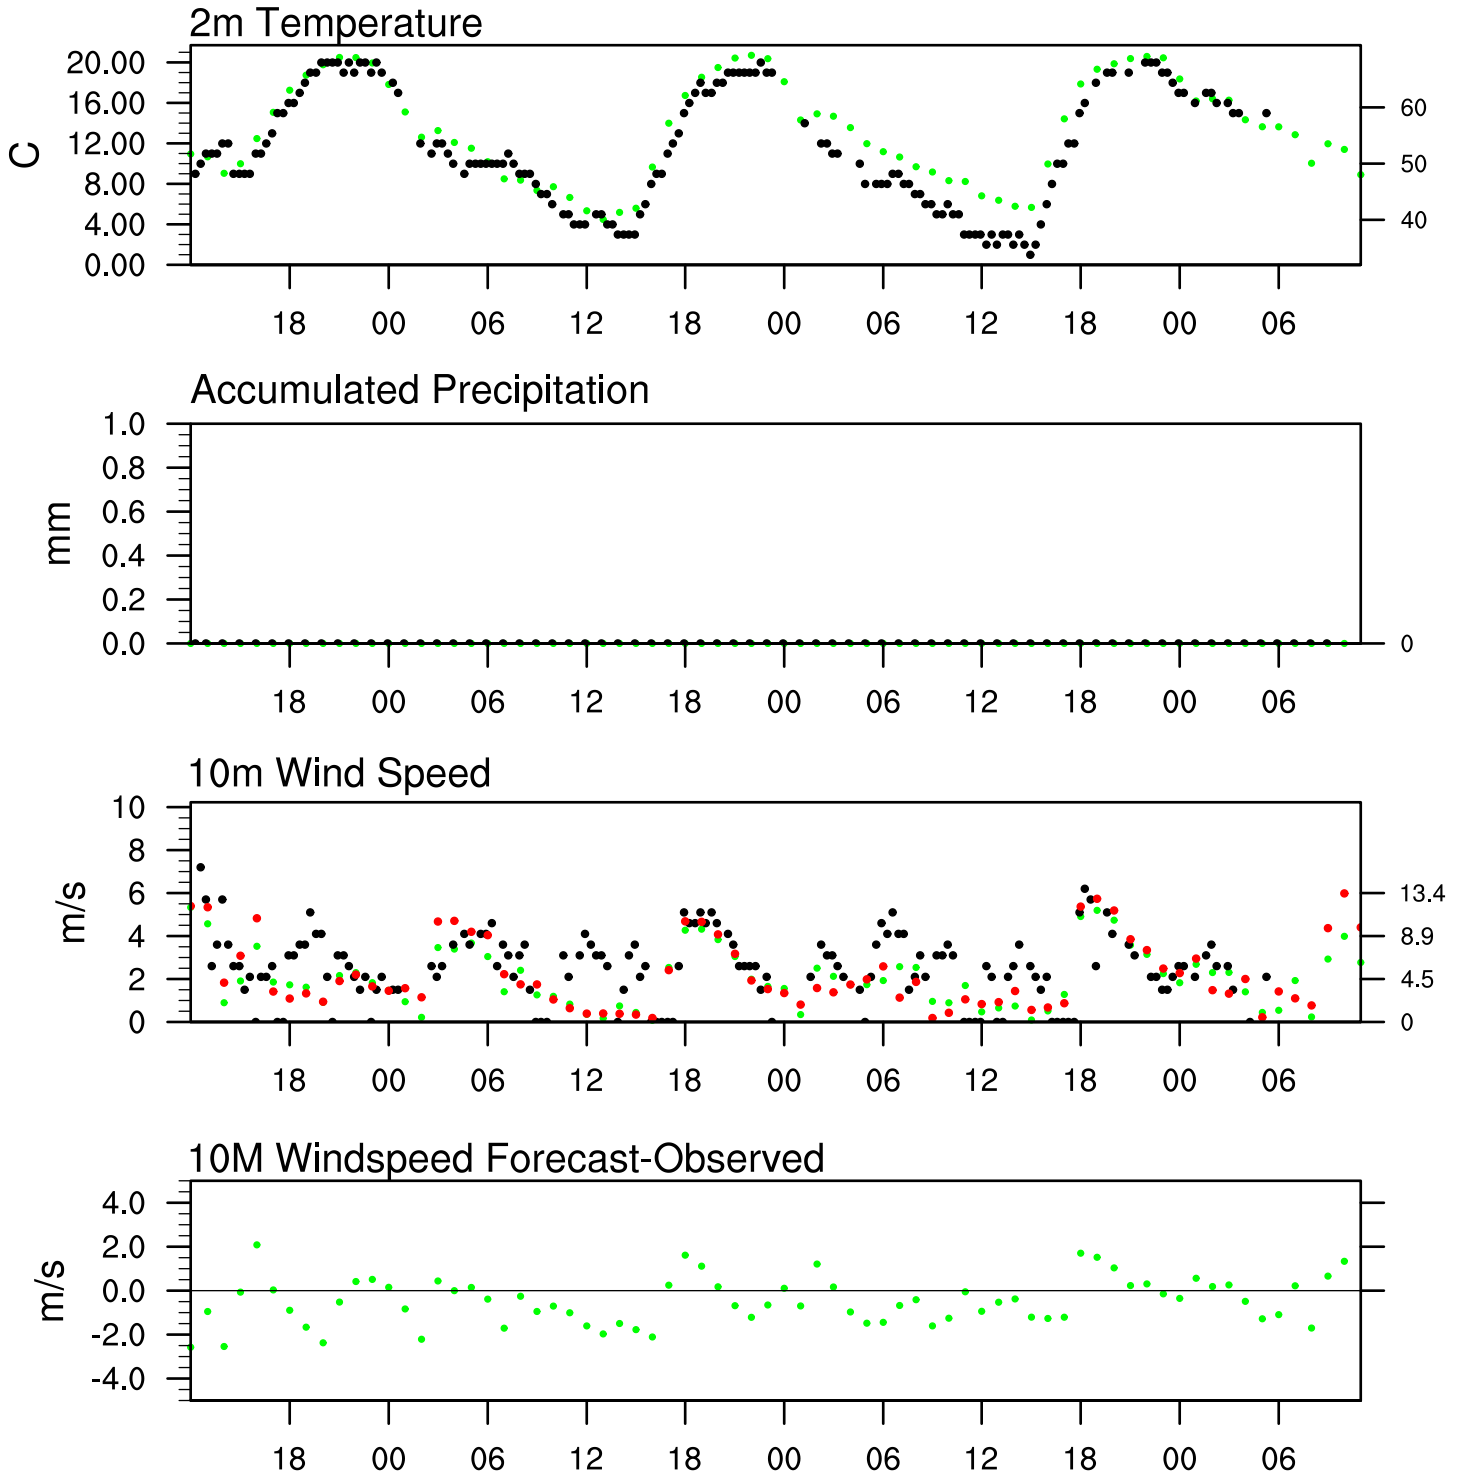 2m Temperature
20.00
16.00
12.00
8.00
4.00
0.00
C
60
50
40
18 00 06 12 18 00 06 12 18 00 06
Accumulated Precipitation
1.0
0.8
0.6
0.4
0.2
0.0
mm
0
18 00 06 12 18 00 06 12 18 00 06
10m Wind Speed
10
8
6
4
2
0
m/s
13.4
8.9
4.5
0
18 00 06 12 18 00 06 12 18 00 06
10M Windspeed Forecast-Observed
4.0
2.0
0.0
-2.0
-4.0
m/s
18 00 06 12 18 00 06 12 18 00 06